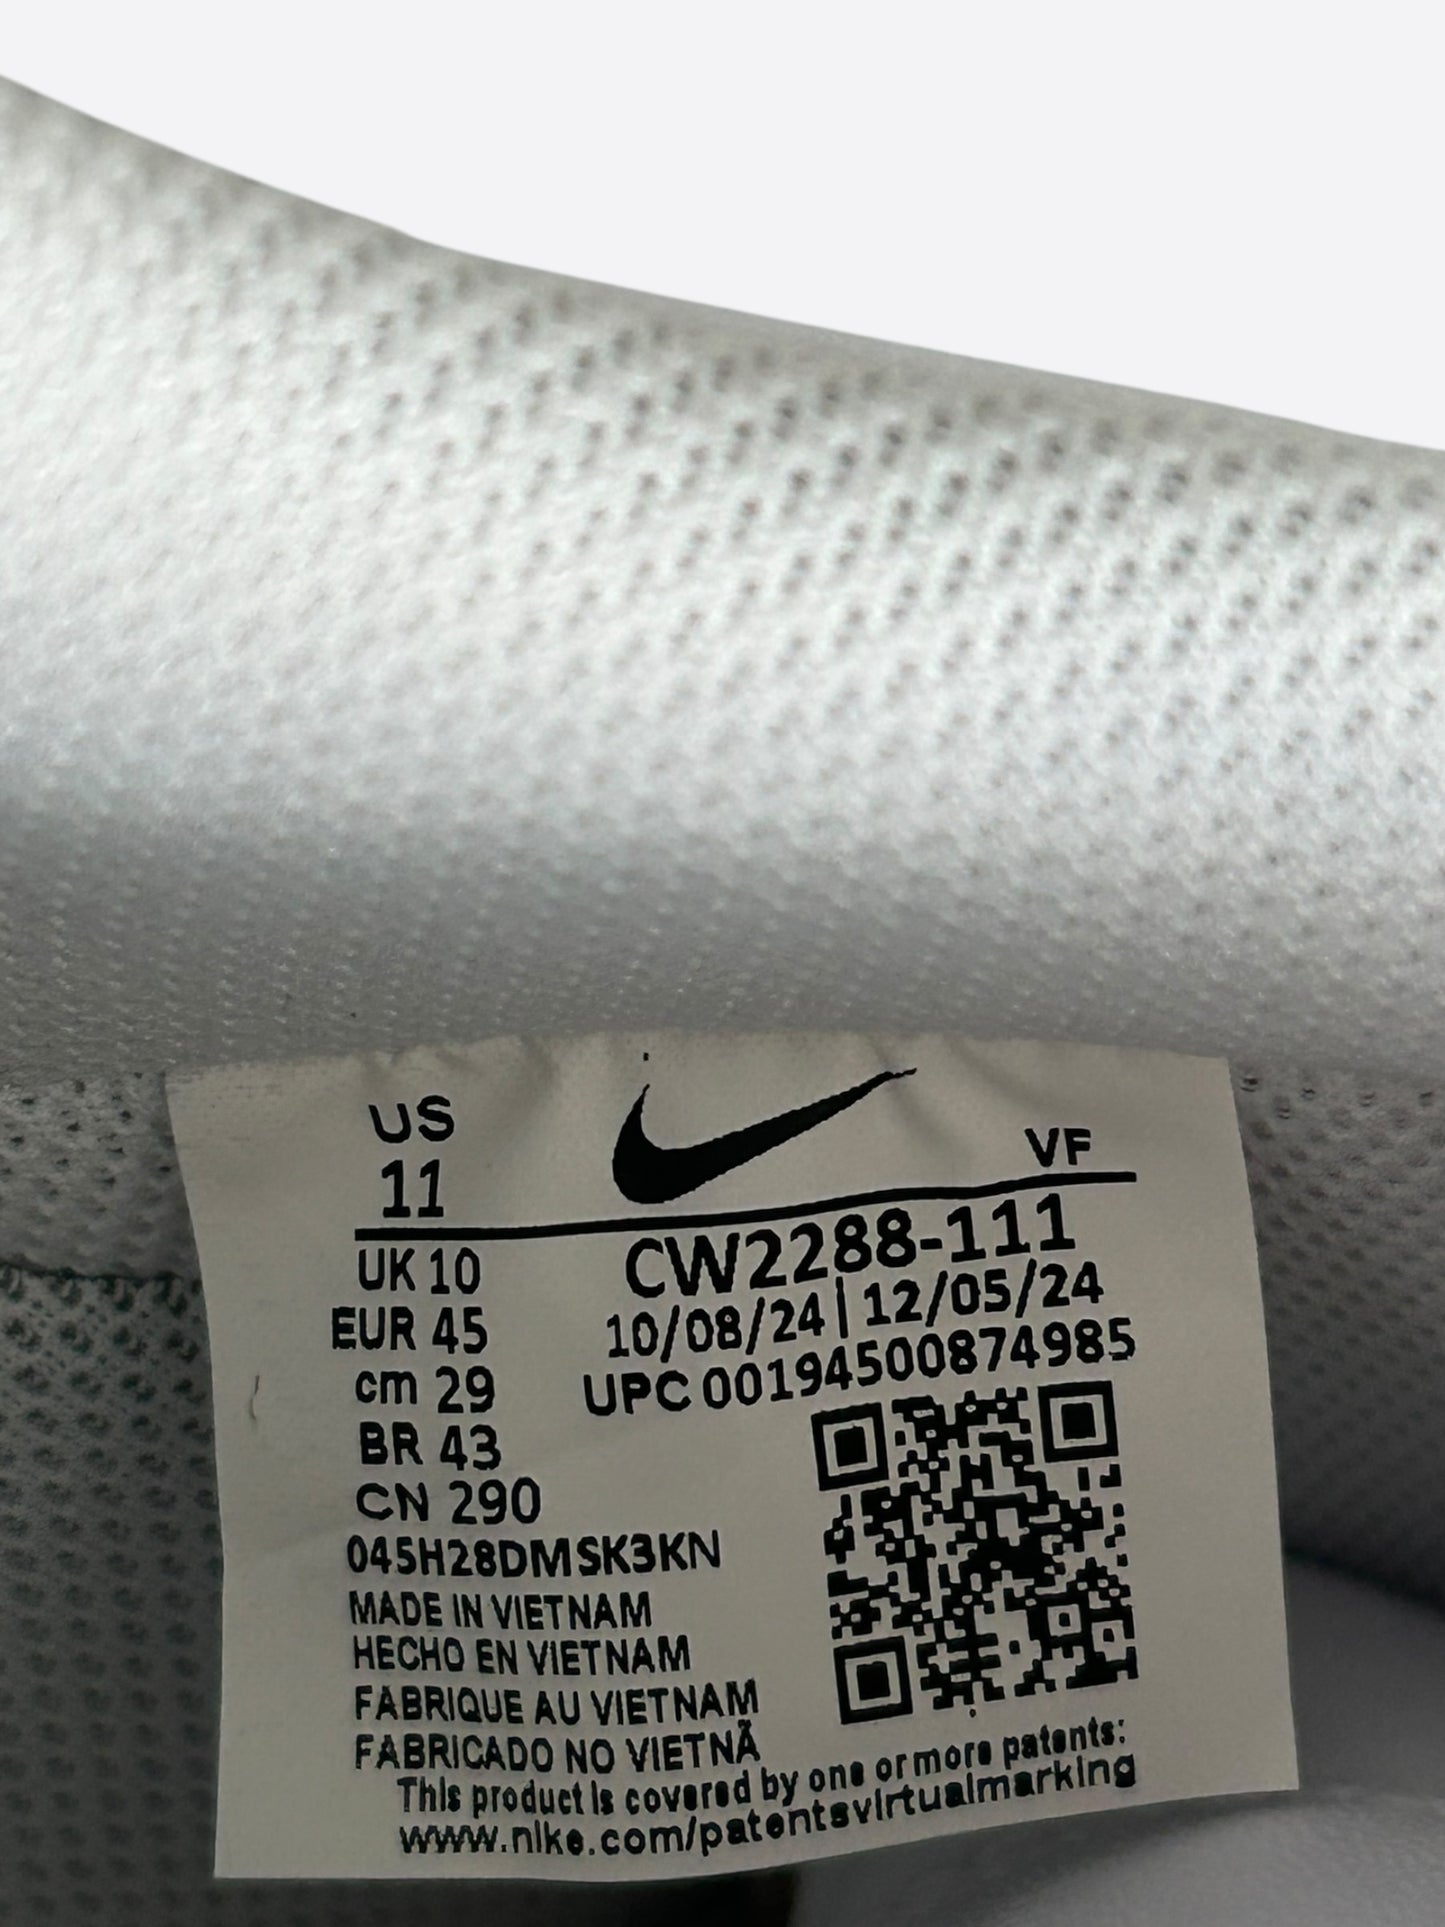 US
11
VF
UK 10
EUR 45
cm 29
BR 43
CN 290
CW2288-111
10/08/24 | 12/05/24
UPC 00194500874985
045H28DMSK3KN
MADE IN VIETNAM
HECHO EN VIETNAM
FABRIQUE AU VIETNAM
FABRICADO NO VIETNÃ
This product is covered by one or more patents:
www.nike.com/patentsvirtualmarking